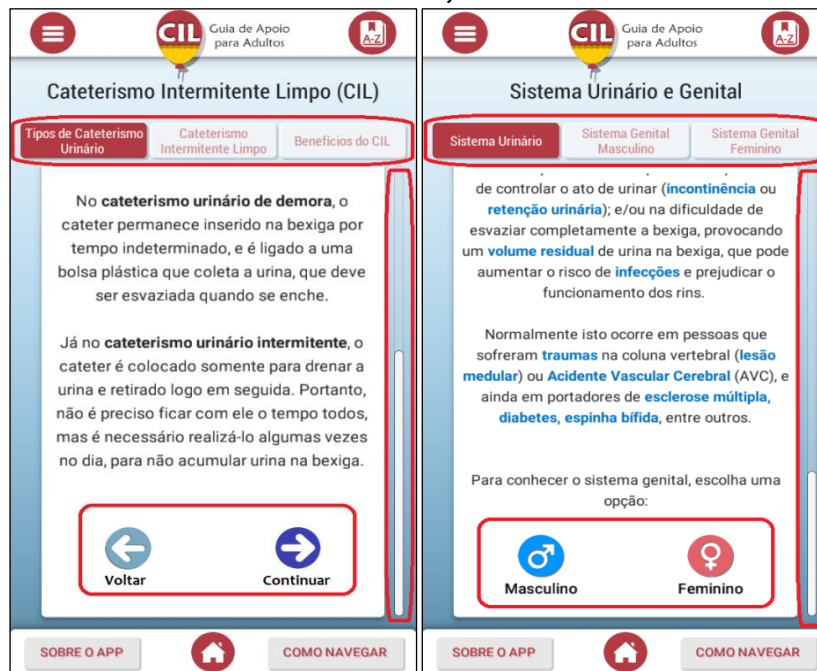 CIL
Guia de Apoio
para Adultos
A-Z
Cateterismo Intermitente Limpo (CIL)
Tipos de Cateterismo
Urinário
Cateterismo
Intermitente Limpo
Benefícios do CIL
No cateterismo urinário de demora, o
cateter permanece inserido na bexiga por
tempo indeterminado, e é ligado a uma
bolsa plástica que coleta a urina, que deve
ser esvaziada quando se enche.
Já no cateterismo urinário intermitente, o
cateter é colocado somente para drenar a
urina e retirado logo em seguida. Portanto,
não é preciso ficar com ele o tempo todos,
mas é necessário realizá-lo algumas vezes
no dia, para não acumular urina na bexiga.
Voltar
Continuar
SOBRE O APP
COMO NAVEGAR
CIL
Guia de Apoio
para Adultos
A-Z
Sistema Urinário e Genital
Sistema Urinário
Sistema Genital
Masculino
Sistema Genital
Feminino
de controlar o ato de urinar (incontinência ou
retenção urinária); e/ou na dificuldade de
esvaziar completamente a bexiga, provocando
um volume residual de urina na bexiga, que pode
aumentar o risco de infecções e prejudicar o
funcionamento dos rins.
Normalmente isto ocorre em pessoas que
sofreram traumas na coluna vertebral (lesão
medular) ou Acidente Vascular Cerebral (AVC), e
ainda em portadores de esclerose múltipla,
diabetes, espinha bífida, entre outros.
Para conhecer o sistema genital, escolha uma
opção:
Masculino
Feminino
SOBRE O APP
COMO NAVEGAR